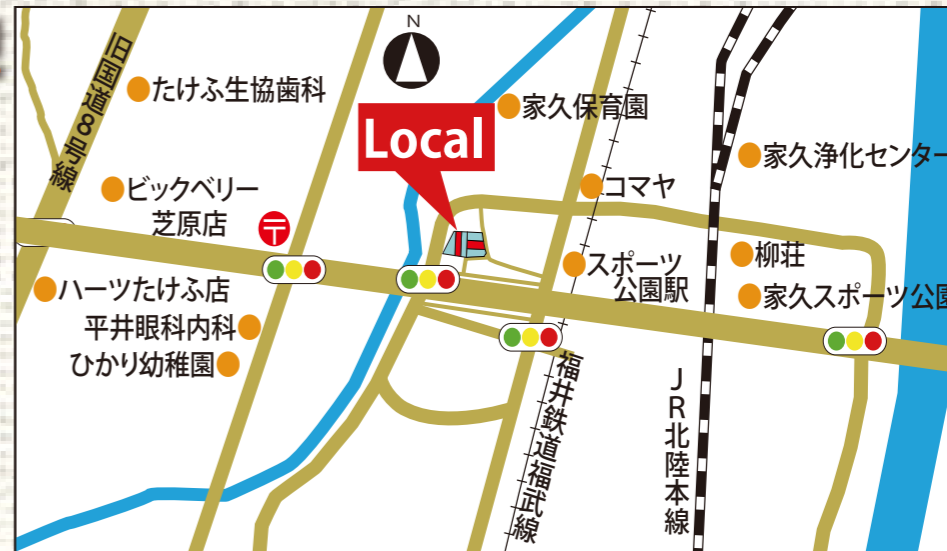 N
旧国道8号線
たけふ生協歯科
家久保育園
Local
家久浄化センター
ビックベリー
芝原店
コマヤ
〒
スポーツ
公園駅
柳荘
ハーツたけふ店
家久スポーツ公園
平井眼科内科
ひかり幼稚園
福井鉄道福武線
JR北陸本線